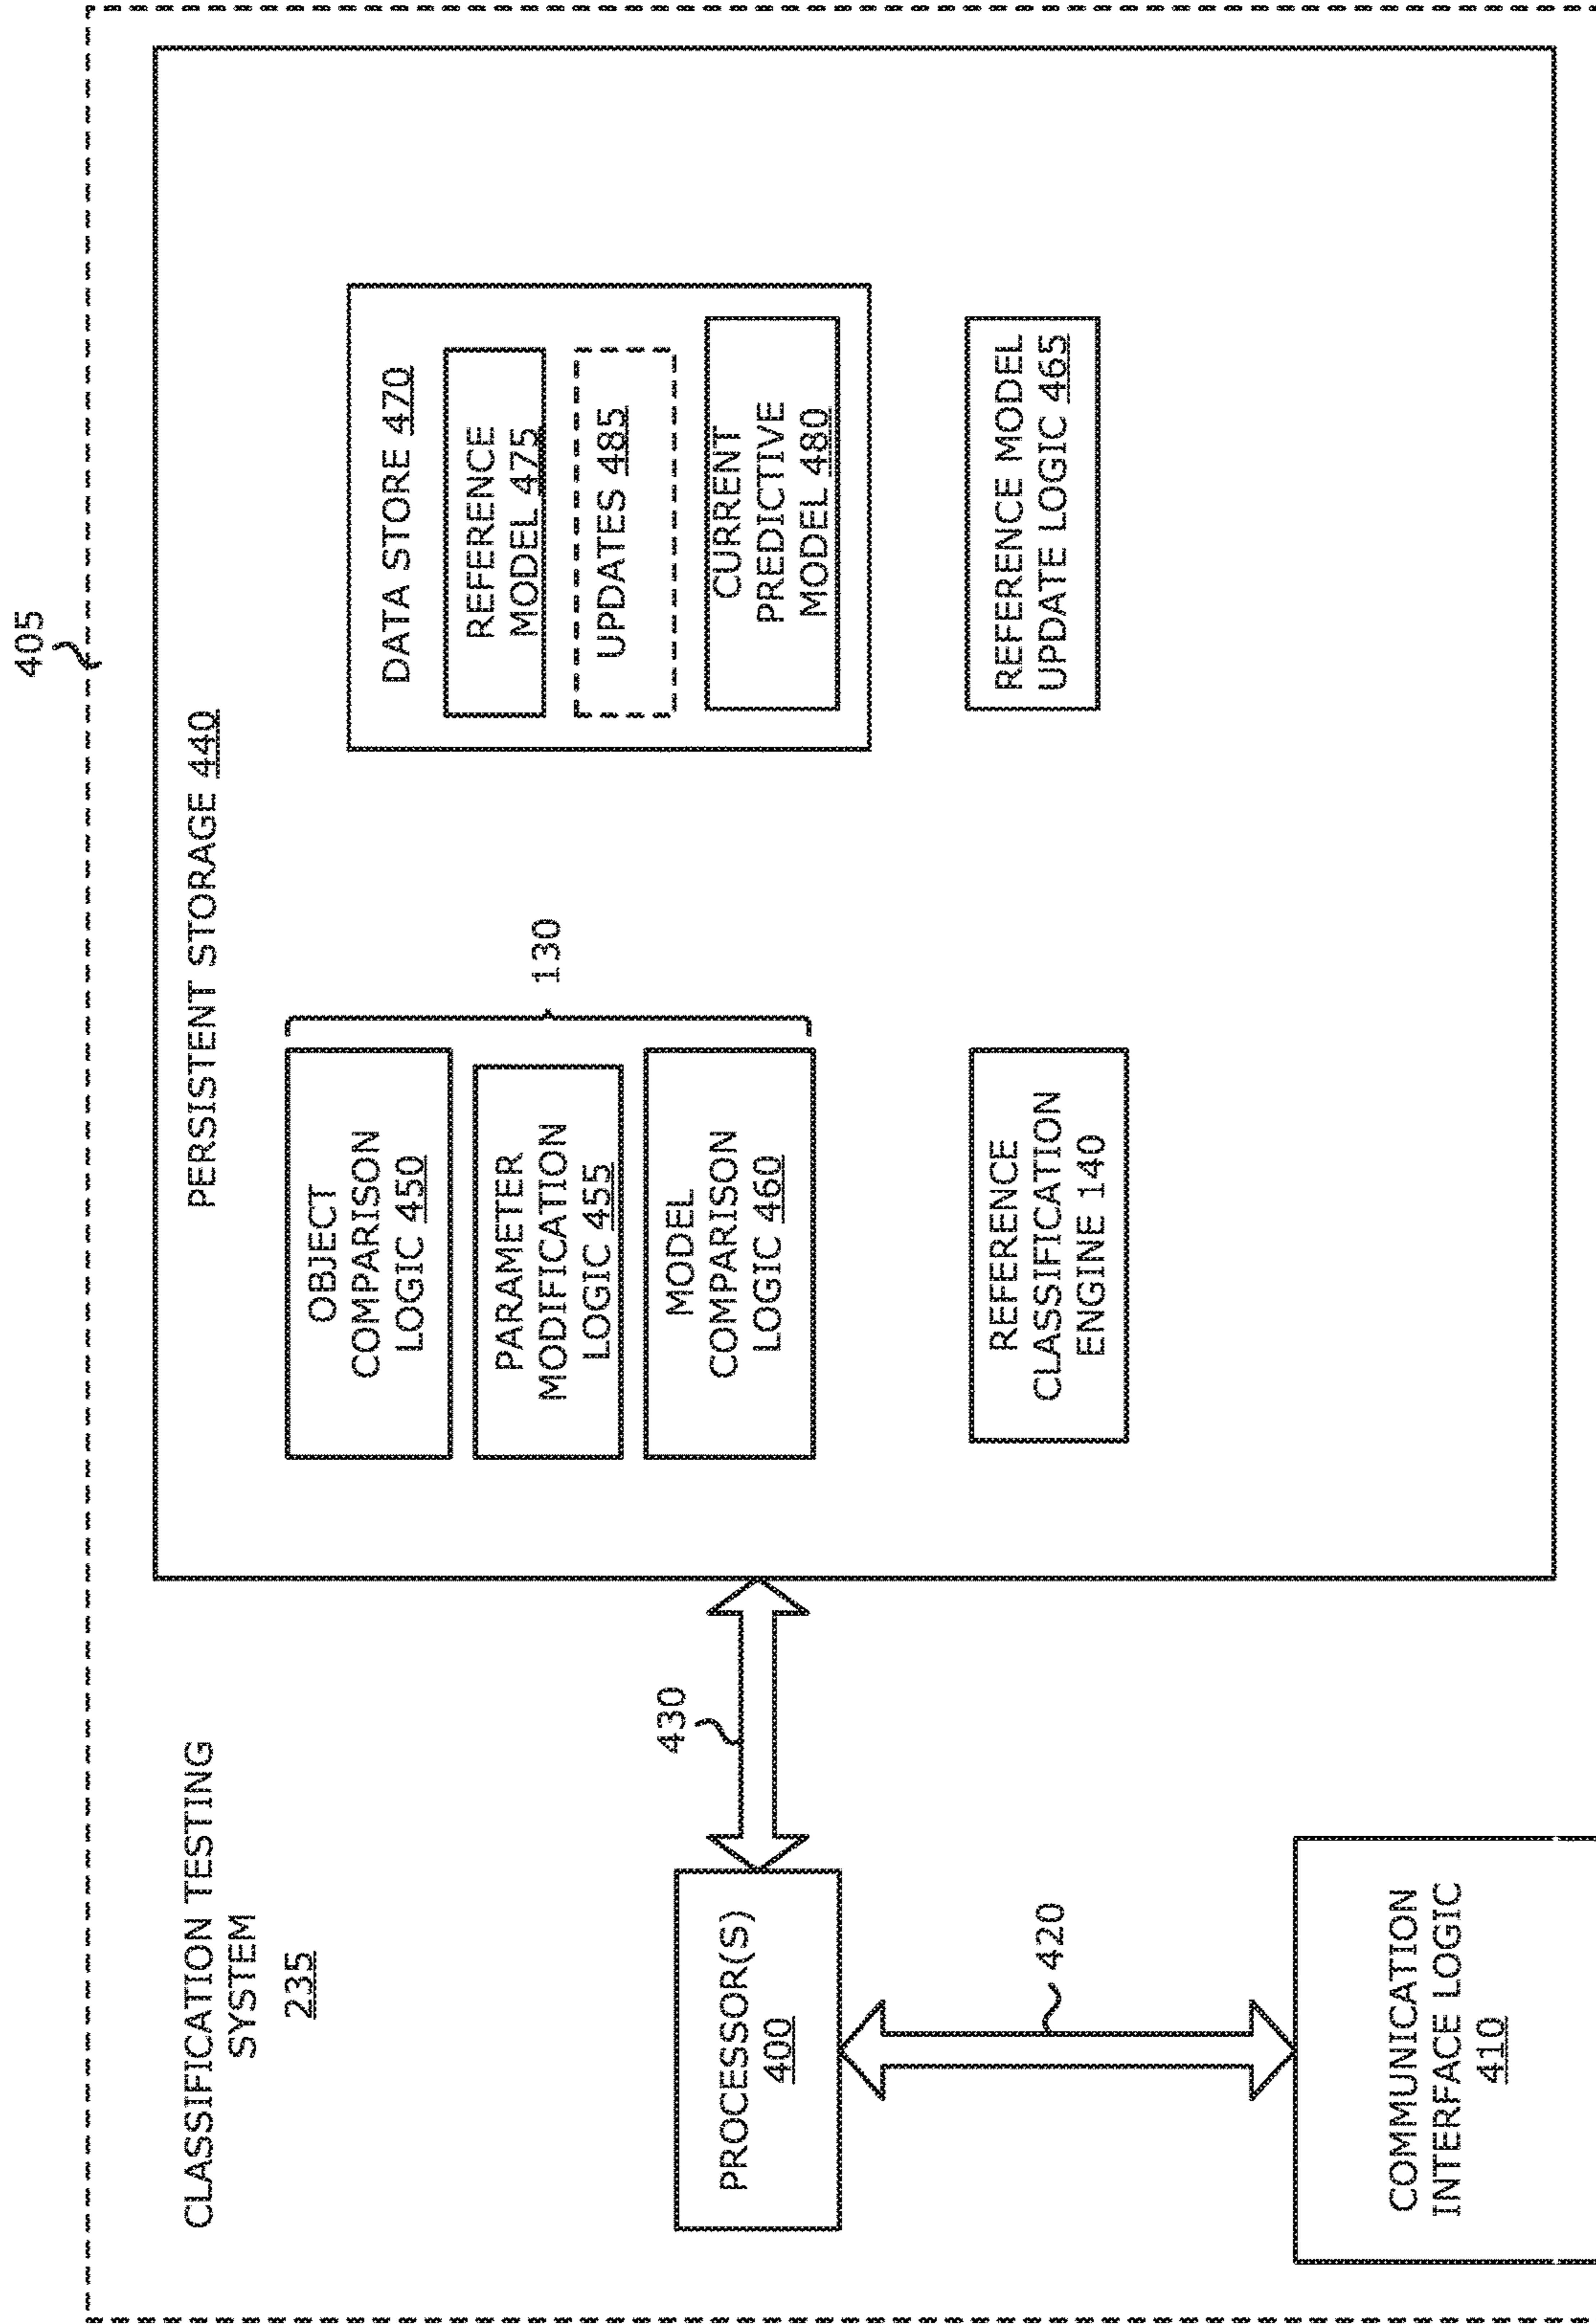 405
CLASSIFICATION TESTING
SYSTEM
235
PERSISTENT STORAGE 440
OBJECT
COMPARISON
LOGIC 450
PARAMETER
MODIFICATION
LOGIC 455
MODEL
COMPARISON
LOGIC 460
130
DATA STORE 470
REFERENCE
MODEL 475
UPDATES 485
CURRENT
PREDICTIVE
MODEL 480
430
PROCESSOR(S)
400
REFERENCE
CLASSIFICATION
ENGINE 140
REFERENCE MODEL
UPDATE LOGIC 465
420
COMMUNICATION
INTERFACE LOGIC
410